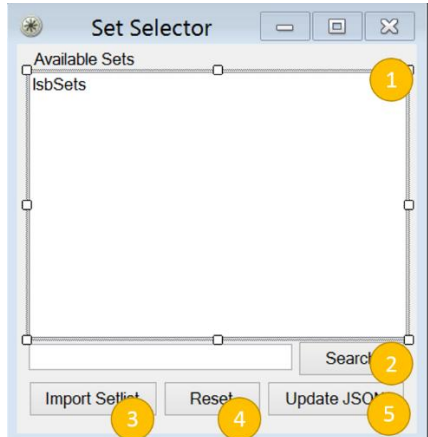 Set Selector
Available Sets
1
lsbSets
Search
2
Import Setlist
Reset
Update JSON
3
4
5